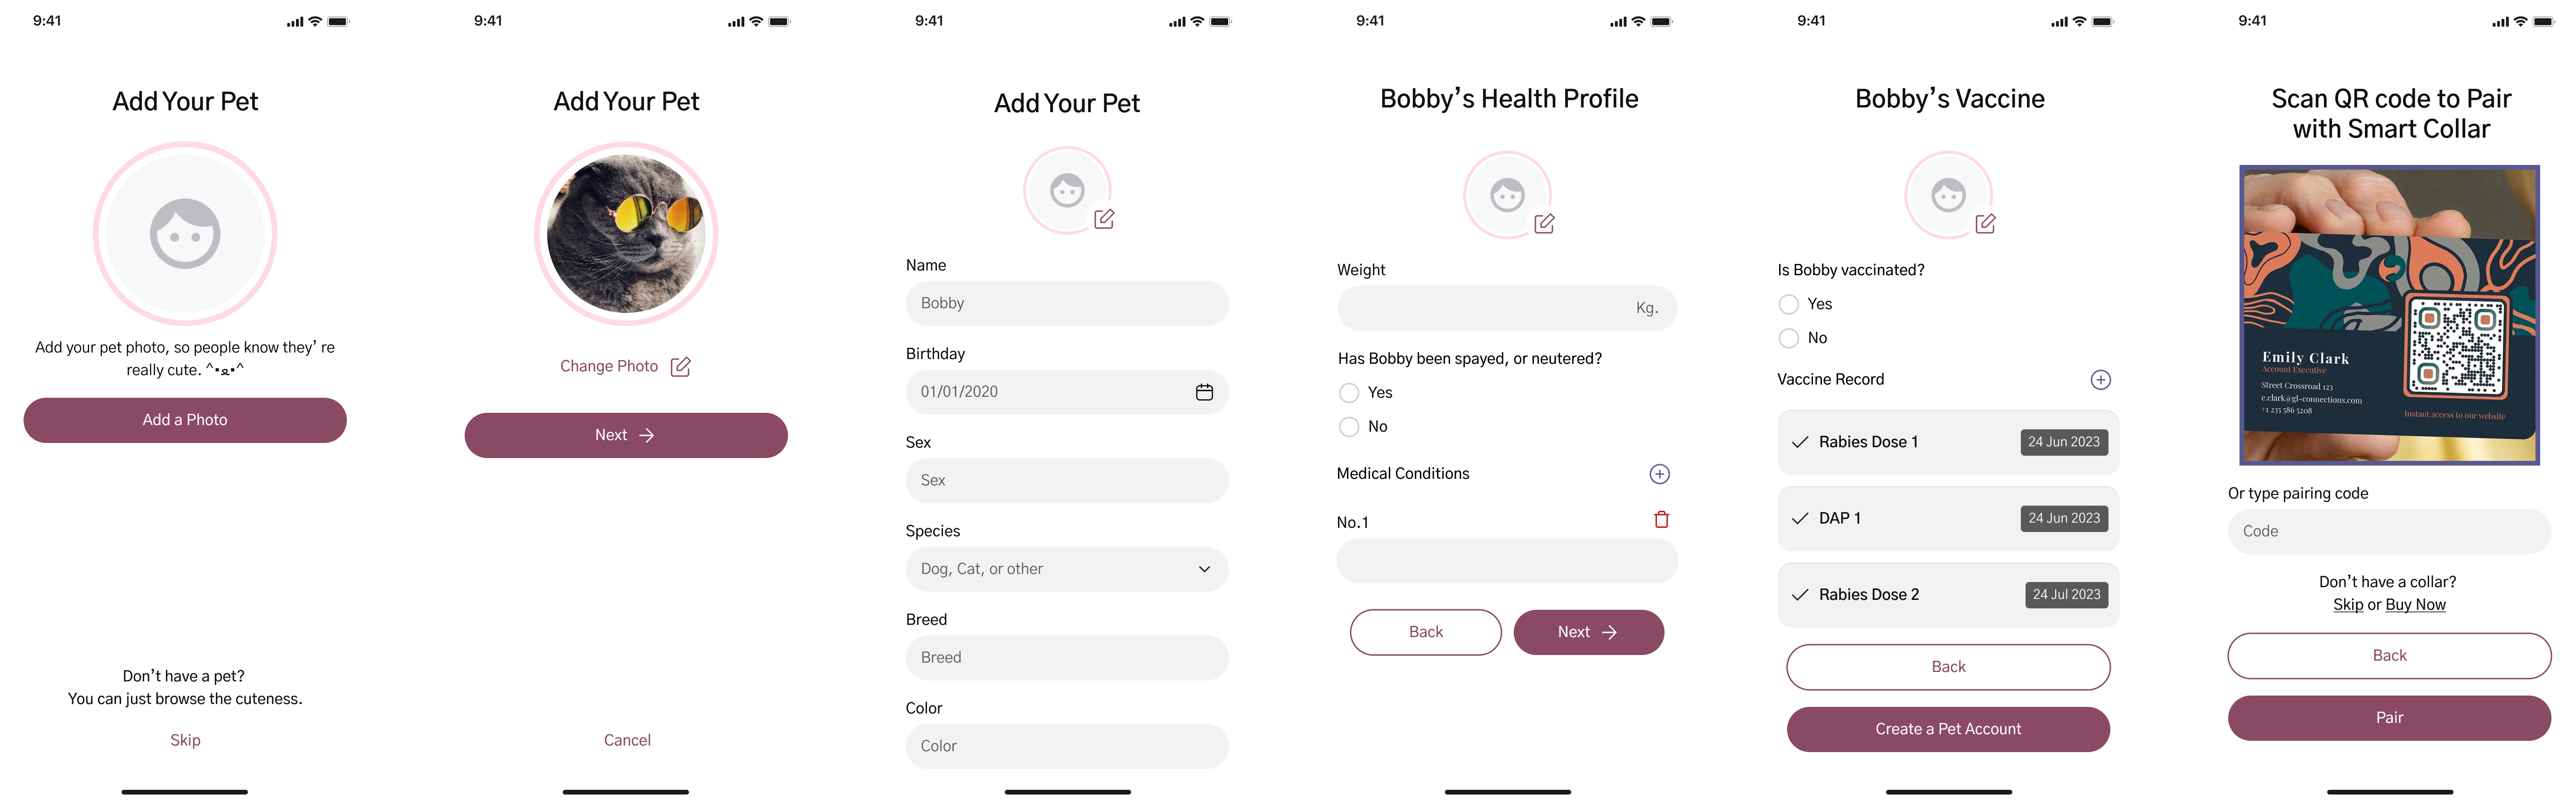 9:41
Add Your Pet
Add your pet photo, so people know they’ re
really cute. ^•ﻌ•^
Add a Photo
Don’t have a pet?
You can just browse the cuteness.
Skip
9:41
Add Your Pet
Change Photo
Next →
Cancel
9:41
Add Your Pet
Name
Bobby
Birthday
01/01/2020
Sex
Sex
Species
Dog, Cat, or other
Breed
Breed
Color
Color
9:41
Bobby’s Health Profile
Weight
Kg.
Has Bobby been spayed, or neutered?
Yes
No
Medical Conditions
No.1
Back
Next →
9:41
Bobby’s Vaccine
Is Bobby vaccinated?
Yes
No
Vaccine Record
Rabies Dose 1 24 Jun 2023
DAP 1 24 Jun 2023
Rabies Dose 2 24 Jul 2023
Back
Create a Pet Account
9:41
Scan QR code to Pair
with Smart Collar
Emily Clark
Account Executive
Street Crossroad 123
e.clark@gl-connections.com
+1 235 586 5208
Instant access to our website
Or type pairing code
Code
Don’t have a collar?
Skip or Buy Now
Back
Pair